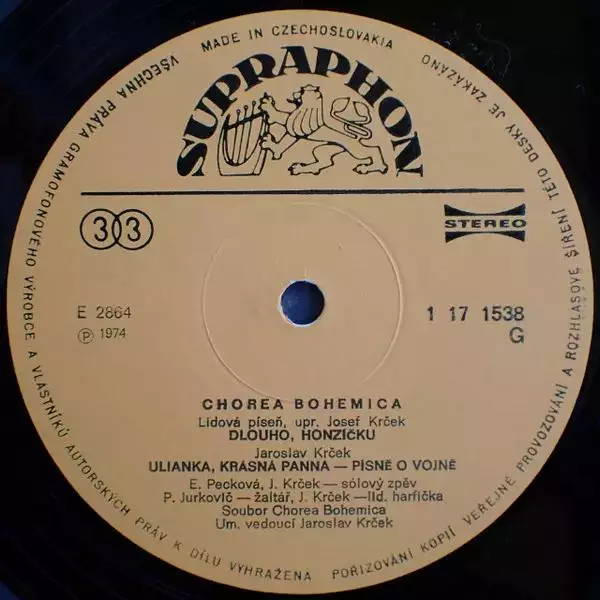 MADE IN CZECHOSLOVAKIA
SUPRAPHON
33
STEREO
E 2864
1 17 1538
Ⓟ 1974
G
CHOREA BOHEMICA
Lidová píseň, upr. Josef Krček
DLOUHO, HONZÍČKU
Jaroslav Krček
ULIANKA, KRÁSNÁ PANNA — PÍSNĚ O VOJNĚ
E. Pecková, J. Krček — sólový zpěv
P. Jurkovič — žaltář, J. Krček — lid. harfička
Soubor Chorea Bohemica
Um. vedoucí Jaroslav Krček
VŠECHNA PRÁVA GRAMOFONOVÉHO VÝROBCE A VLASTNÍKŮ AUTORSKÝCH PRÁV K DÍLU VYHRAŽENA
POŘIZOVÁNÍ KOPIÍ VEŘEJNÉ PROVOZOVÁNÍ A ROZHLASOVÉ ŠÍŘENÍ TÉTO DESKY JE ZAKÁZÁNO